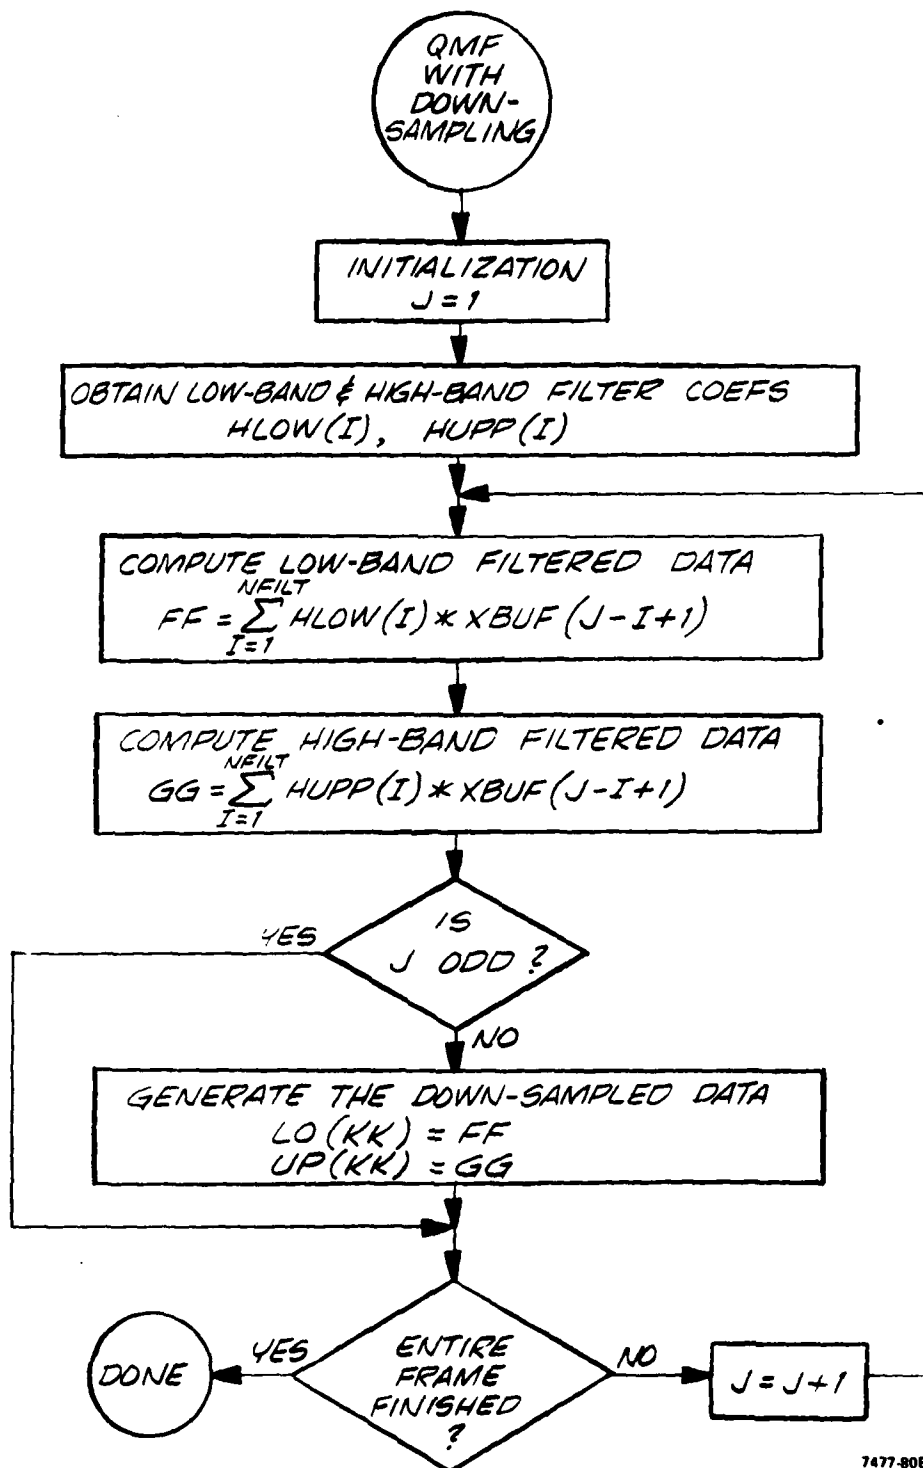 QMF
WITH
DOWN-
SAMPLING
INITIALIZATION
J = 1
OBTAIN LOW-BAND & HIGH-BAND FILTER COEFS
HLOW(I), HUPP(I)
COMPUTE LOW-BAND FILTERED DATA
NFILT
FF = ∑ HLOW(I) * XBUF(J-I+1)
I=1
COMPUTE HIGH-BAND FILTERED DATA
NFILT
GG = ∑ HUPP(I) * XBUF(J-I+1)
I=1
IS
J ODD?
YES
NO
GENERATE THE DOWN-SAMPLED DATA
LO(KK) = FF
UP(KK) = GG
ENTIRE
FRAME
FINISHED
?
YES
DONE
NO
J = J+1